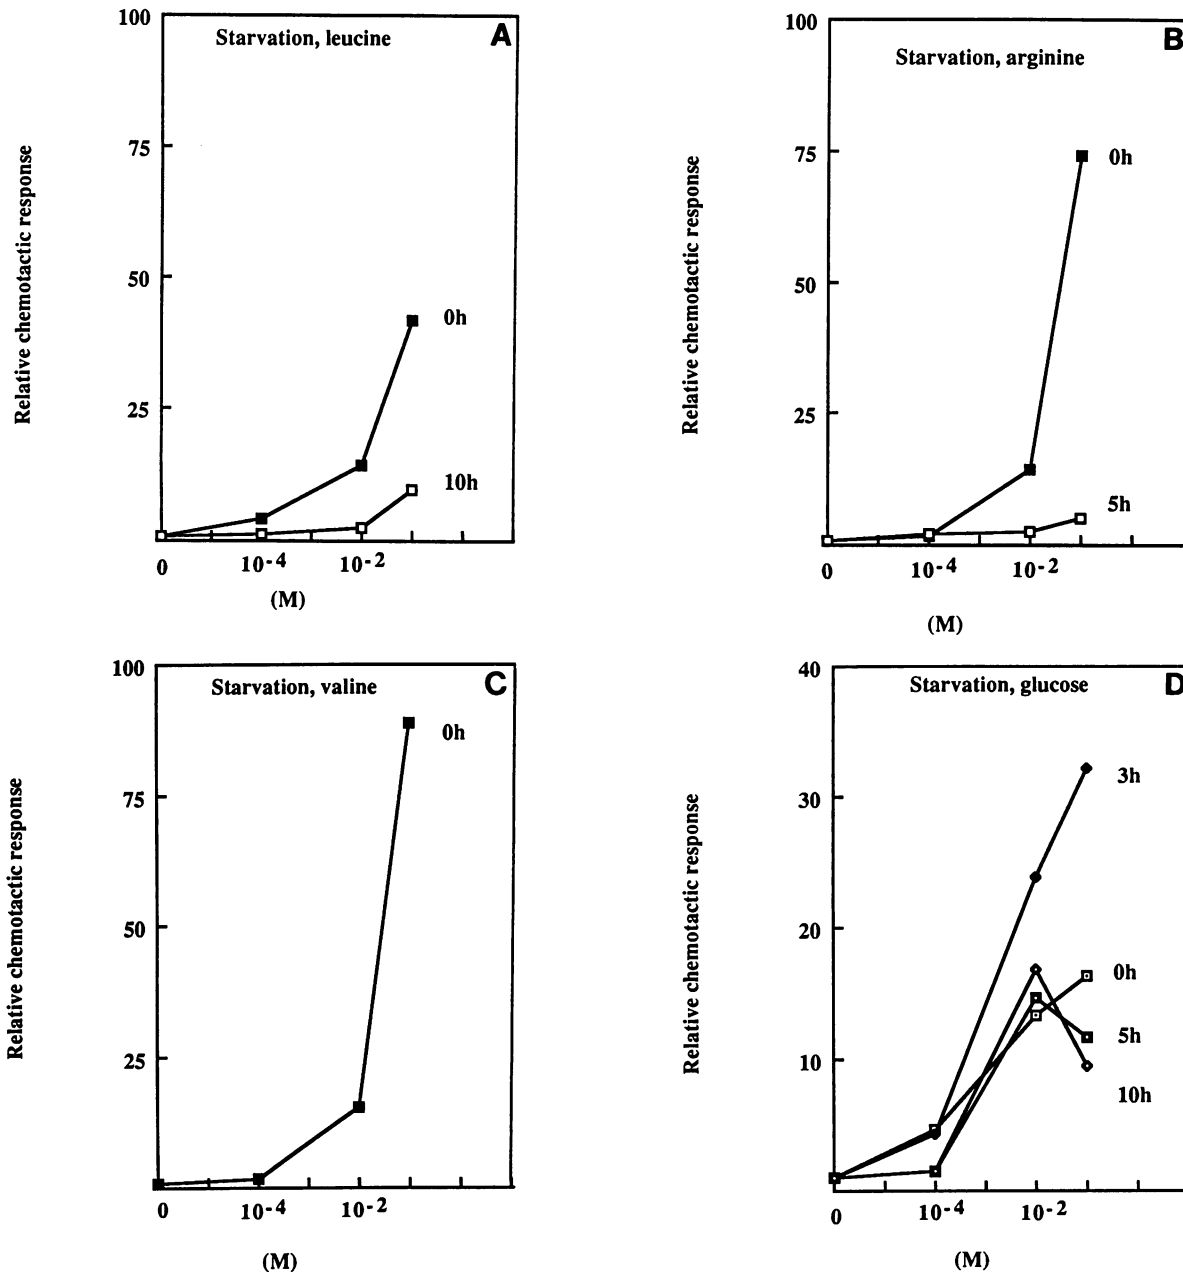 100
Starvation, leucine
A
75
50
25
0h
10h
0
10-4
10-2
(M)
Relative chemotactic response
100
Starvation, arginine
B
75
50
25
0h
5h
0
10-4
10-2
(M)
Relative chemotactic response
100
Starvation, valine
C
75
50
25
0h
0
10-4
10-2
(M)
Relative chemotactic response
40
Starvation, glucose
D
30
20
10
3h
0h
5h
10h
0
10-4
10-2
(M)
Relative chemotactic response